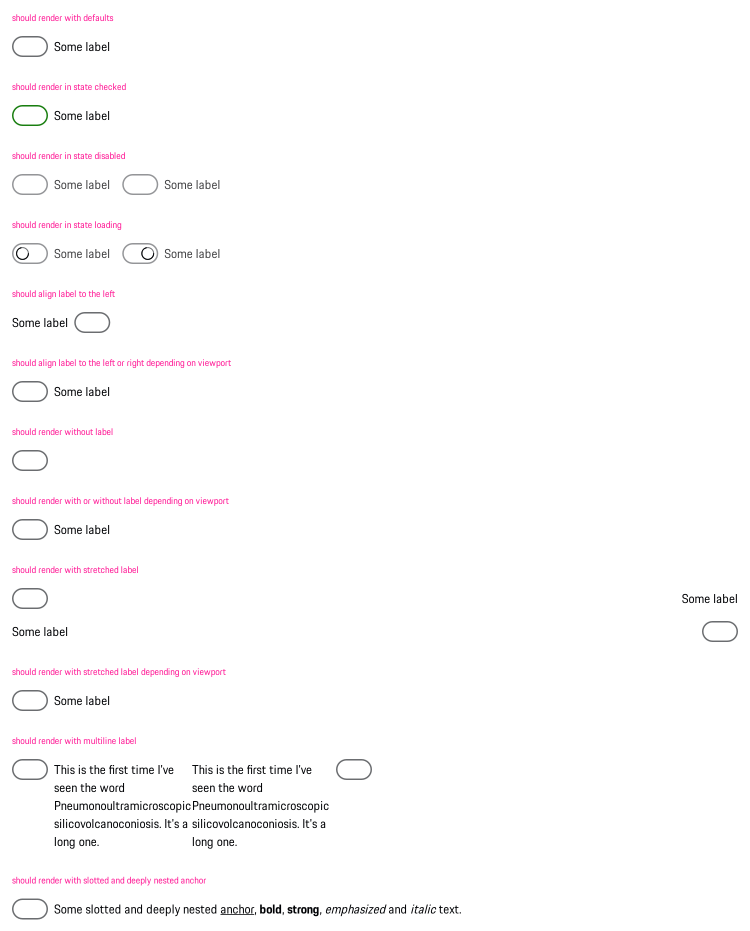 should render with defaults
Some label
should render in state checked
Some label
should render in state disabled
Some label Some label
should render in state loading
Some label Some label
should align label to the left
Some label
should align label to the left or right depending on viewport
Some label
should render without label
should render with or without label depending on viewport
Some label
should render with stretched label
Some label
Some label
should render with stretched label depending on viewport
Some label
should render with multiline label
This is the first time I've
seen the word
Pneumonoultramicroscopic
silicovolcanoconiosis. It's a
long one.
This is the first time I've
seen the word
Pneumonoultramicroscopic
silicovolcanoconiosis. It's a
long one.
should render with slotted and deeply nested anchor
Some slotted and deeply nested anchor, bold, strong, emphasized and italic text.